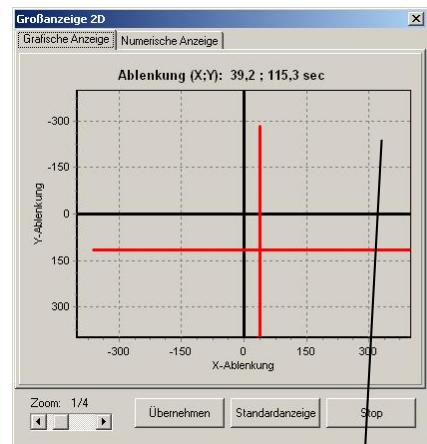 Großanzeige 2D
Grafische Anzeige Numerische Anzeige
Ablenkung (X;Y): 39,2 ; 115,3 sec
-300
-150
0
150
300
Y-Ablenkung
-300 -150 0 150 300
X-Ablenkung
Zoom: 1/4
Übernehmen Standardanzeige Stop